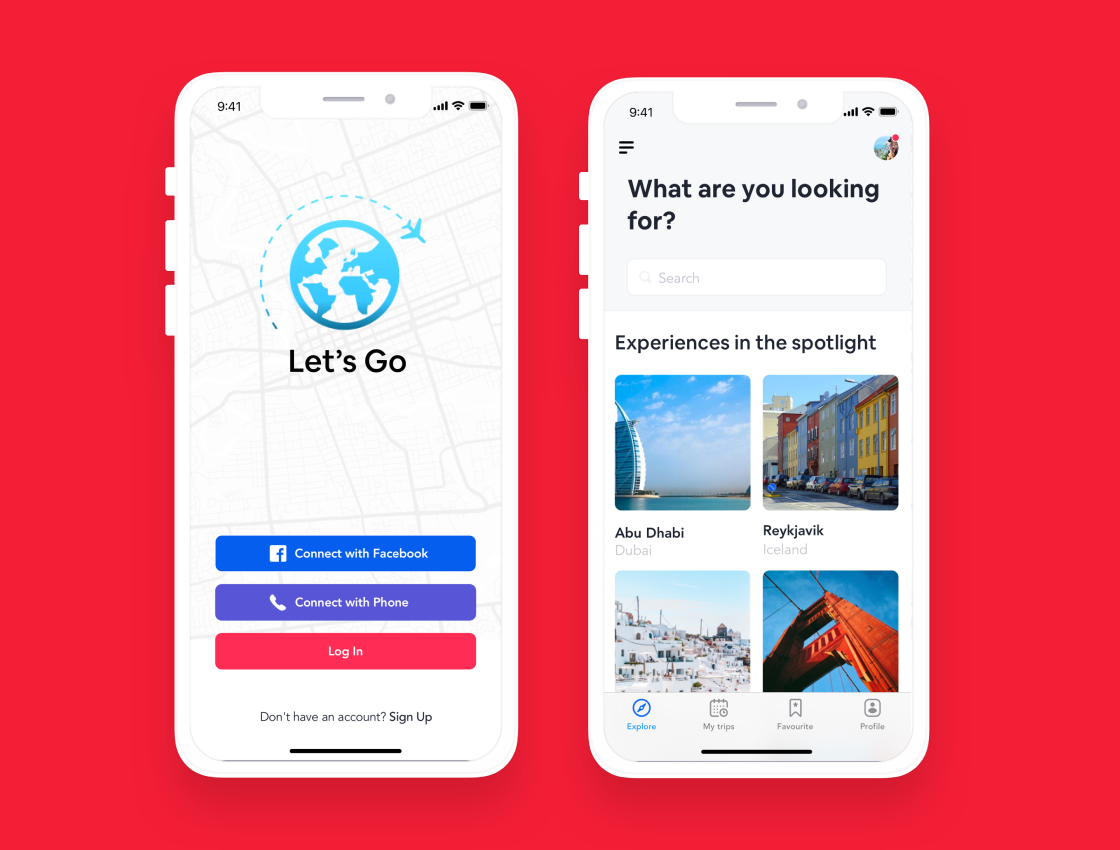 9:41
Let's Go
Connect with Facebook
Connect with Phone
Log In
Don't have an account? Sign Up
9:41
What are you looking
for?
Search
Experiences in the spotlight
Abu Dhabi
Dubai
Reykjavik
Iceland
Explore
My trips
Favourite
Profile